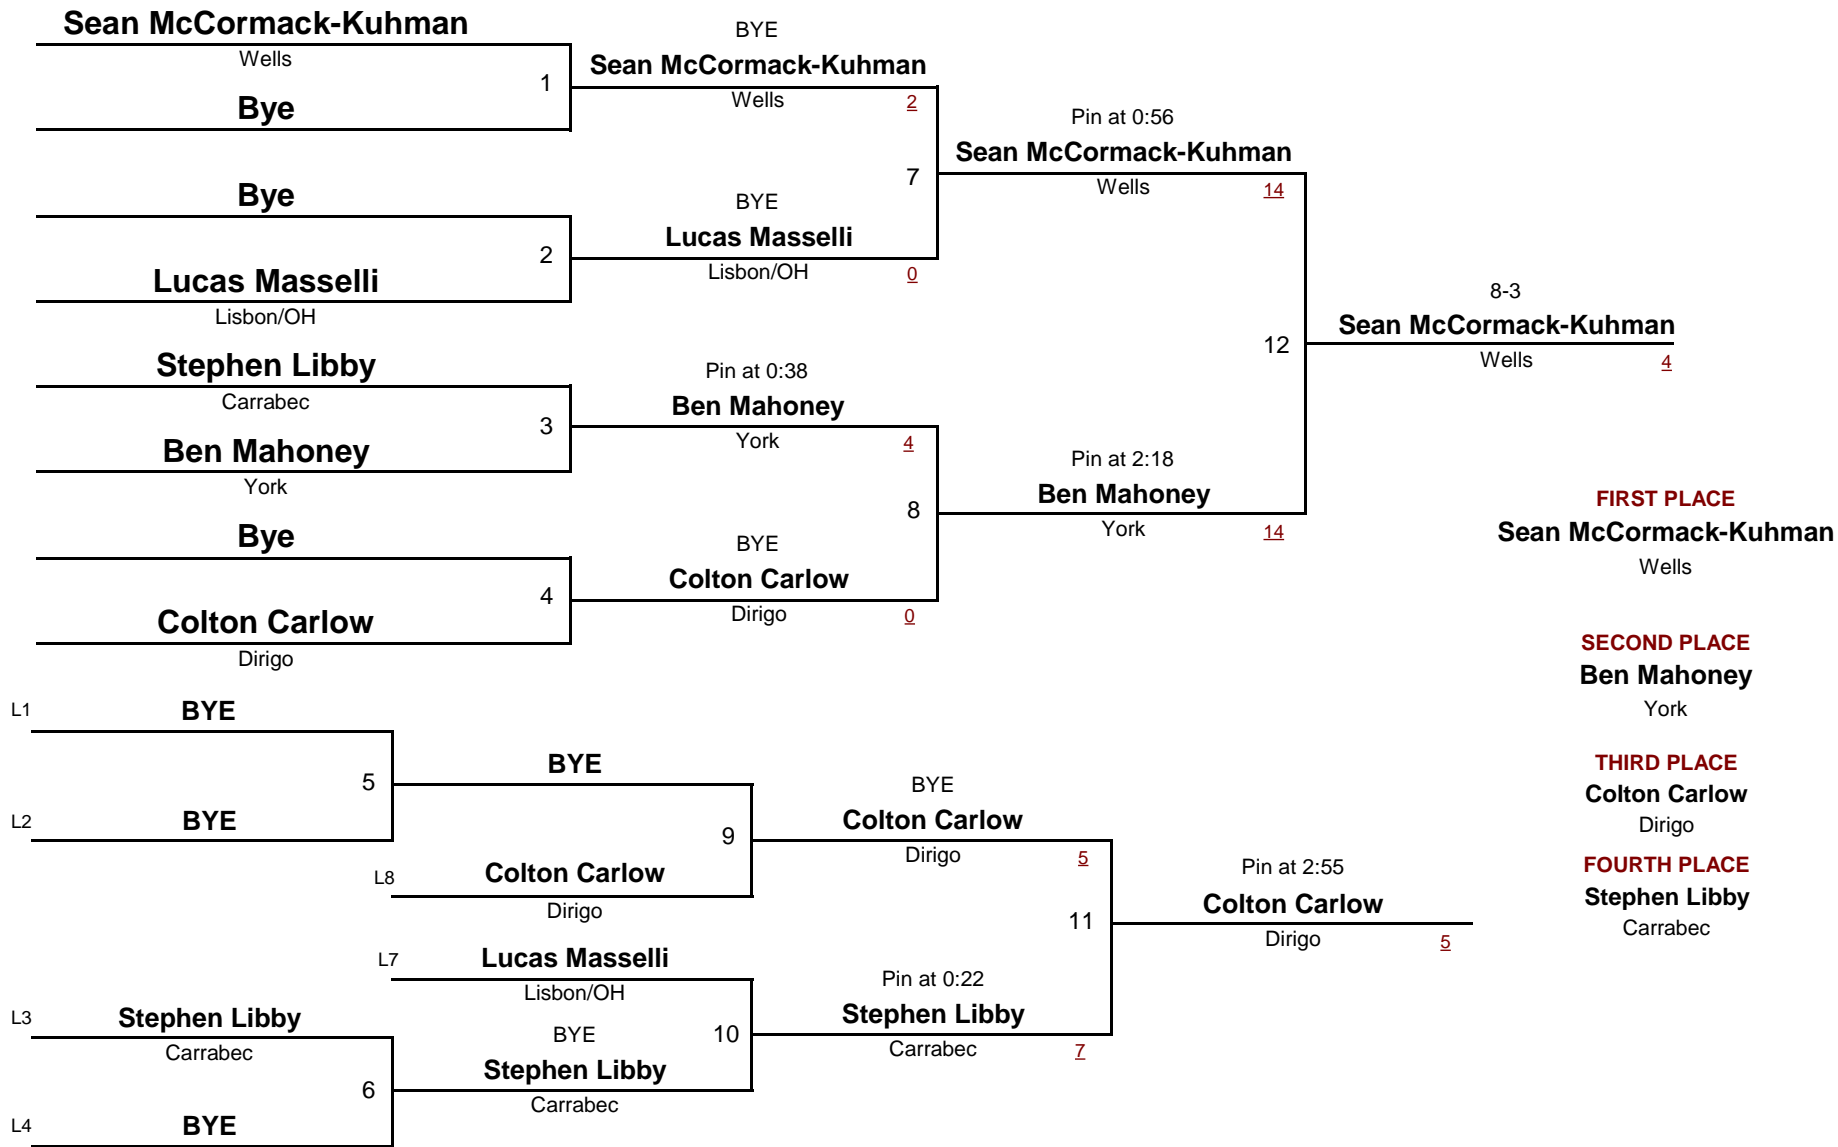 Sean McCormack-Kuhman
Wells
1
Bye
BYE
Sean McCormack-Kuhman
Wells
2
Bye
2
Lucas Masselli
Lisbon/OH
7
BYE
Lucas Masselli
Lisbon/OH
0
Pin at 0:56
Sean McCormack-Kuhman
Wells
14
Stephen Libby
Carrabec
3
Ben Mahoney
York
Pin at 0:38
Ben Mahoney
York
4
Bye
4
Colton Carlow
Dirigo
8
BYE
Colton Carlow
Dirigo
0
Pin at 2:18
Ben Mahoney
York
14
12
8-3
Sean McCormack-Kuhman
Wells
4
FIRST PLACE
Sean McCormack-Kuhman
Wells
SECOND PLACE
Ben Mahoney
York
THIRD PLACE
Colton Carlow
Dirigo
FOURTH PLACE
Stephen Libby
Carrabec
L1
BYE
5
L2
BYE
BYE
9
L8
Colton Carlow
Dirigo
BYE
Colton Carlow
Dirigo
5
L7
Lucas Masselli
Lisbon/OH
L3
Stephen Libby
Carrabec
6
L4
BYE
BYE
Stephen Libby
Carrabec
10
Pin at 0:22
Stephen Libby
Carrabec
7
11
Pin at 2:55
Colton Carlow
Dirigo
5